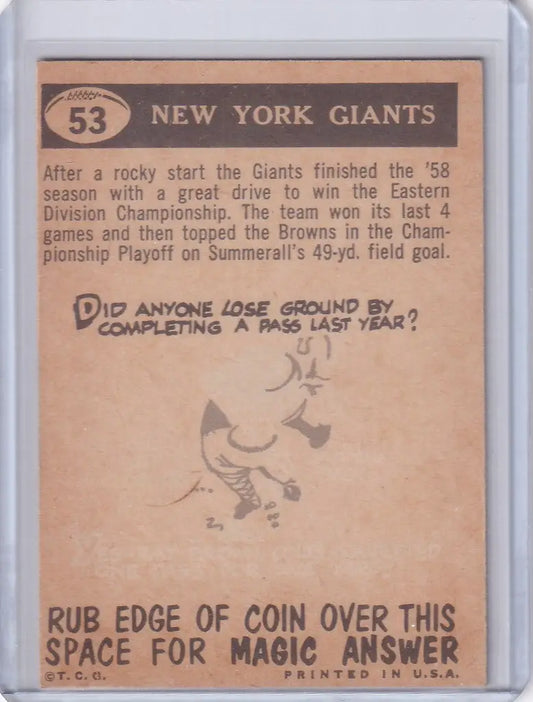 53
NEW YORK GIANTS
After a rocky start the Giants finished the '58
season with a great drive to win the Eastern
Division Championship. The team won its last 4
games and then topped the Browns in the Cham-
pionship Playoff on Summerall's 49-yd. field goal.
DID ANYONE LOSE GROUND BY
COMPLETING A PASS LAST YEAR?
RUB EDGE OF COIN OVER THIS
SPACE FOR MAGIC ANSWER
©T. C. G.
PRINTED IN U.S.A.